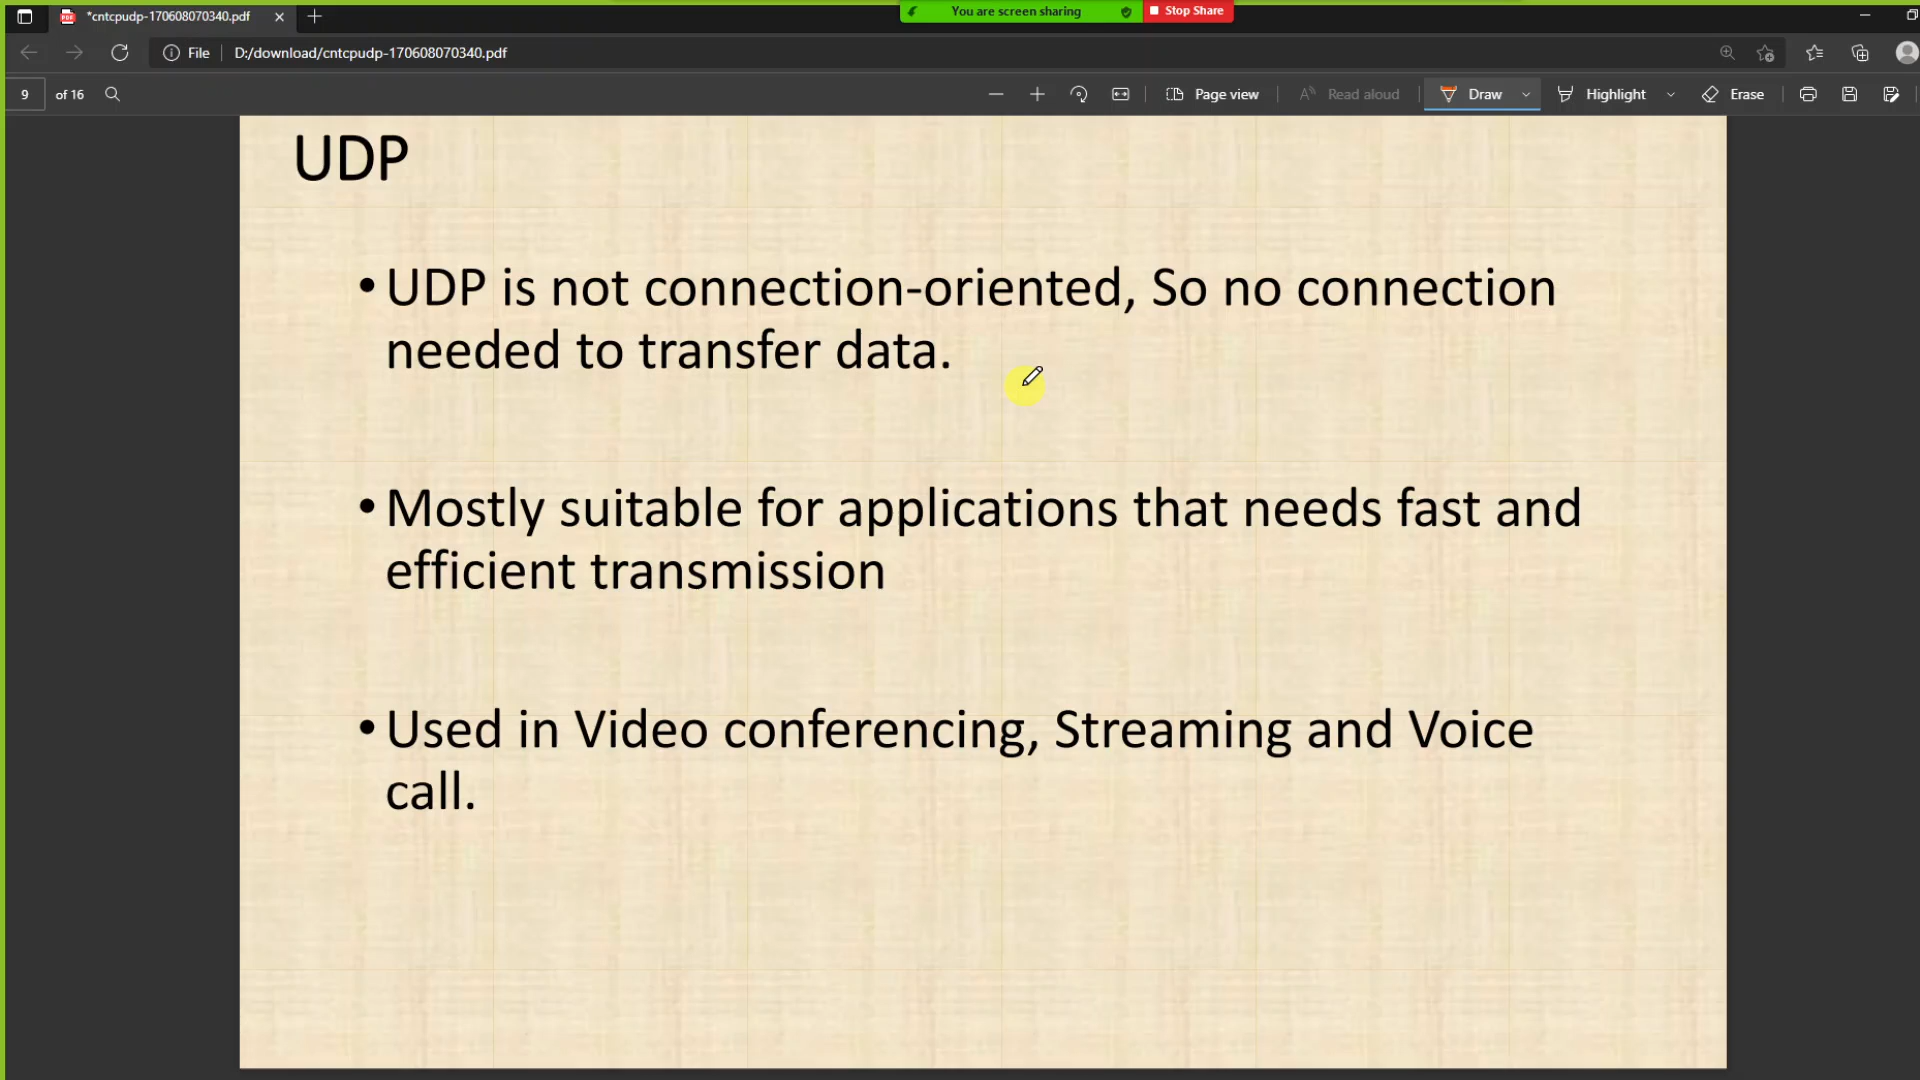 *cntcpudp-170608070340.pdf
You are screen sharing
Stop Share
File
D:/download/cntcpudp-170608070340.pdf
9 of 16
Page view
Read aloud
Draw
Highlight
Erase
UDP
•UDP is not connection-oriented, So no connection
needed to transfer data.
•Mostly suitable for applications that needs fast and
efficient transmission
•Used in Video conferencing, Streaming and Voice
call.